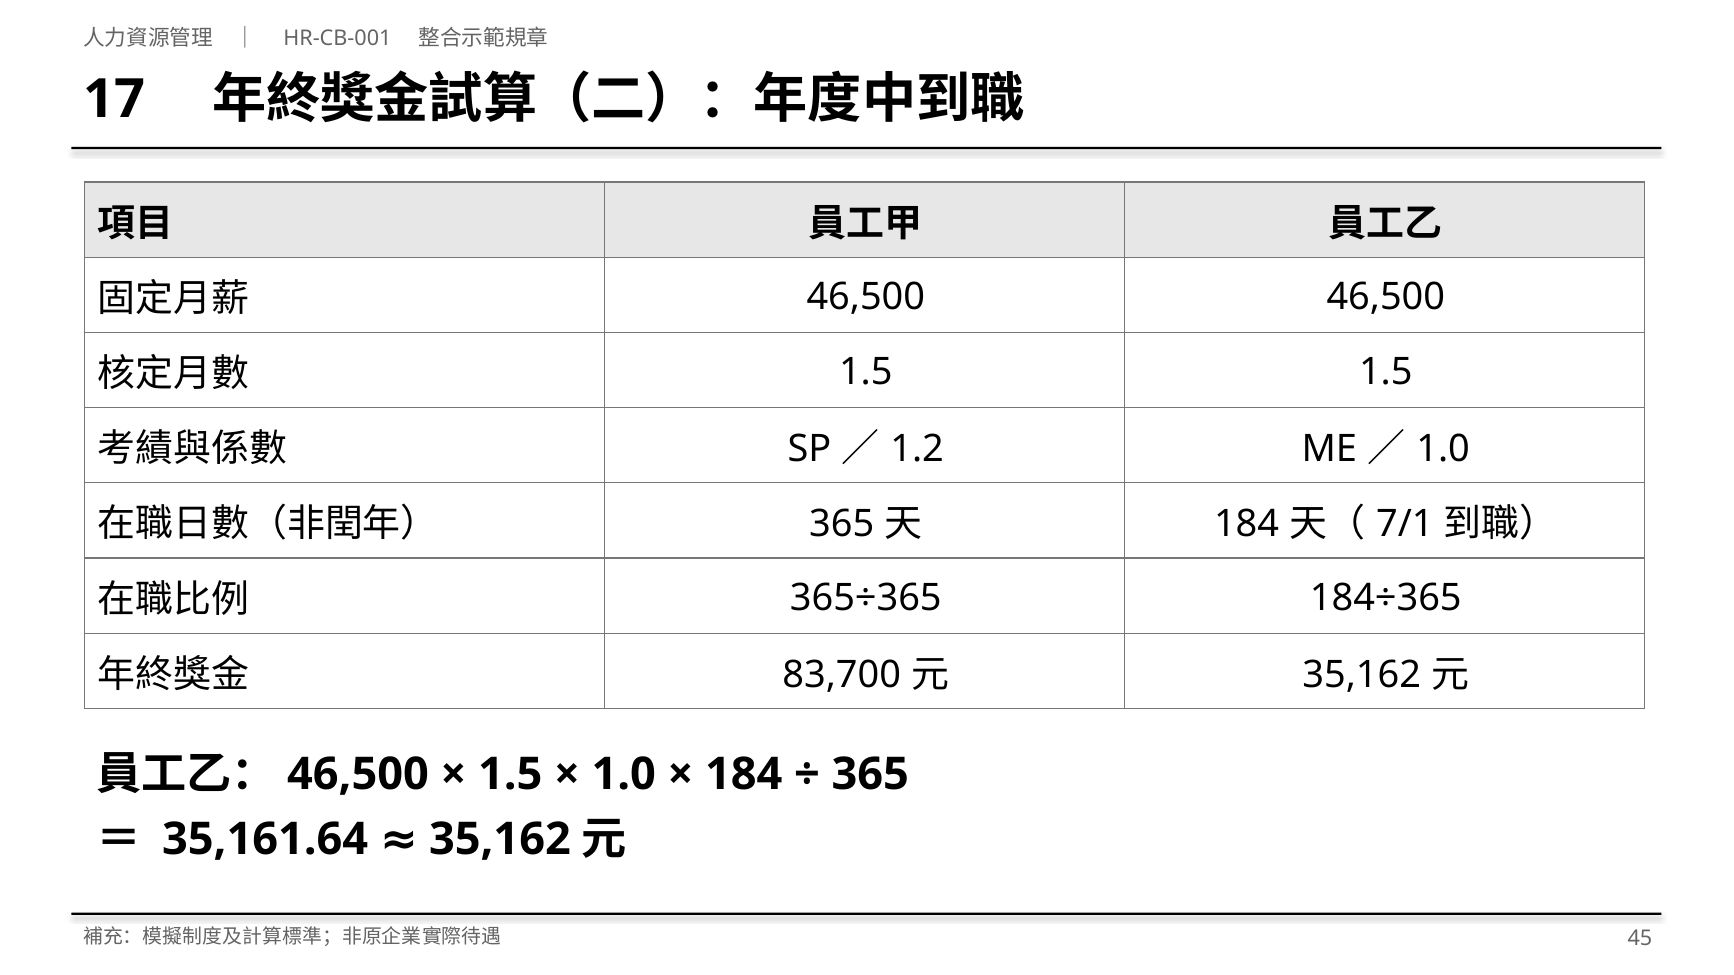 人力資源管理 ｜ HR-CB-001 整合示範規章
17 年終獎金試算（二）：年度中到職
項目 員工甲 員工乙
固定月薪 46,500 46,500
核定月數 1.5 1.5
考績與係數 SP ／ 1.2 ME ／ 1.0
在職日數（非閏年） 365 天 184 天（ 7/1 到職）
在職比例 365÷365 184÷365
年終獎金 83,700 元 35,162 元
員工乙： 46,500 × 1.5 × 1.0 × 184 ÷ 365
＝ 35,161.64 ≈ 35,162 元
補充：模擬制度及計算標準；非原企業實際待遇 45